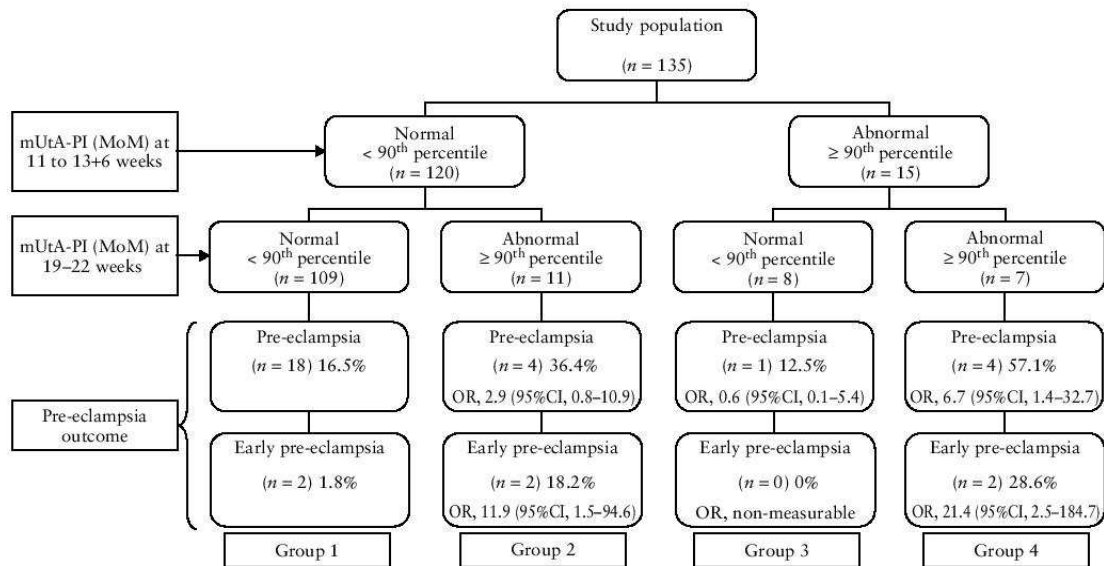 Study population
(n = 135)
mUtA-PI (MoM) at
11 to 13+6 weeks
Normal
< 90th percentile
(n = 120)
Abnormal
≥ 90th percentile
(n = 15)
mUtA-PI (MoM) at
19–22 weeks
Normal
< 90th percentile
(n = 109)
Abnormal
≥ 90th percentile
(n = 11)
Normal
< 90th percentile
(n = 8)
Abnormal
≥ 90th percentile
(n = 7)
Pre-eclampsia
outcome
Pre-eclampsia
(n = 18) 16.5%
Pre-eclampsia
(n = 4) 36.4%
OR, 2.9 (95%CI, 0.8–10.9)
Pre-eclampsia
(n = 1) 12.5%
OR, 0.6 (95%CI, 0.1–5.4)
Pre-eclampsia
(n = 4) 57.1%
OR, 6.7 (95%CI, 1.4–32.7)
Early pre-eclampsia
(n = 2) 1.8%
Early pre-eclampsia
(n = 2) 18.2%
OR, 11.9 (95%CI, 1.5–94.6)
Early pre-eclampsia
(n = 0) 0%
OR, non-measurable
Early pre-eclampsia
(n = 2) 28.6%
OR, 21.4 (95%CI, 2.5–184.7)
Group 1
Group 2
Group 3
Group 4